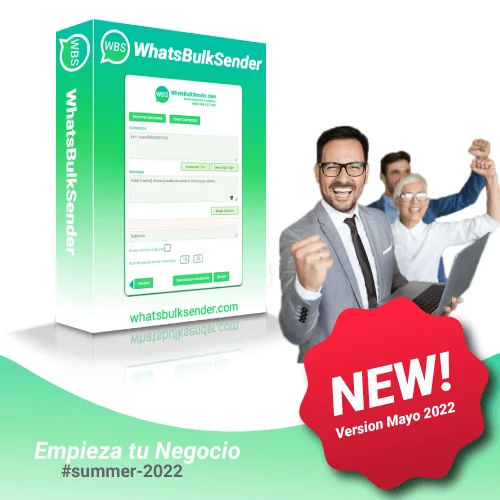 WBS
WhatsBulkSender
WBS
WhatsBulkSender
WBS
WhatsBulkSender.com
Contactos
Mensaje
whatsbulksender.com
NEW!
Version Mayo 2022
Empieza tu Negocio
#summer-2022